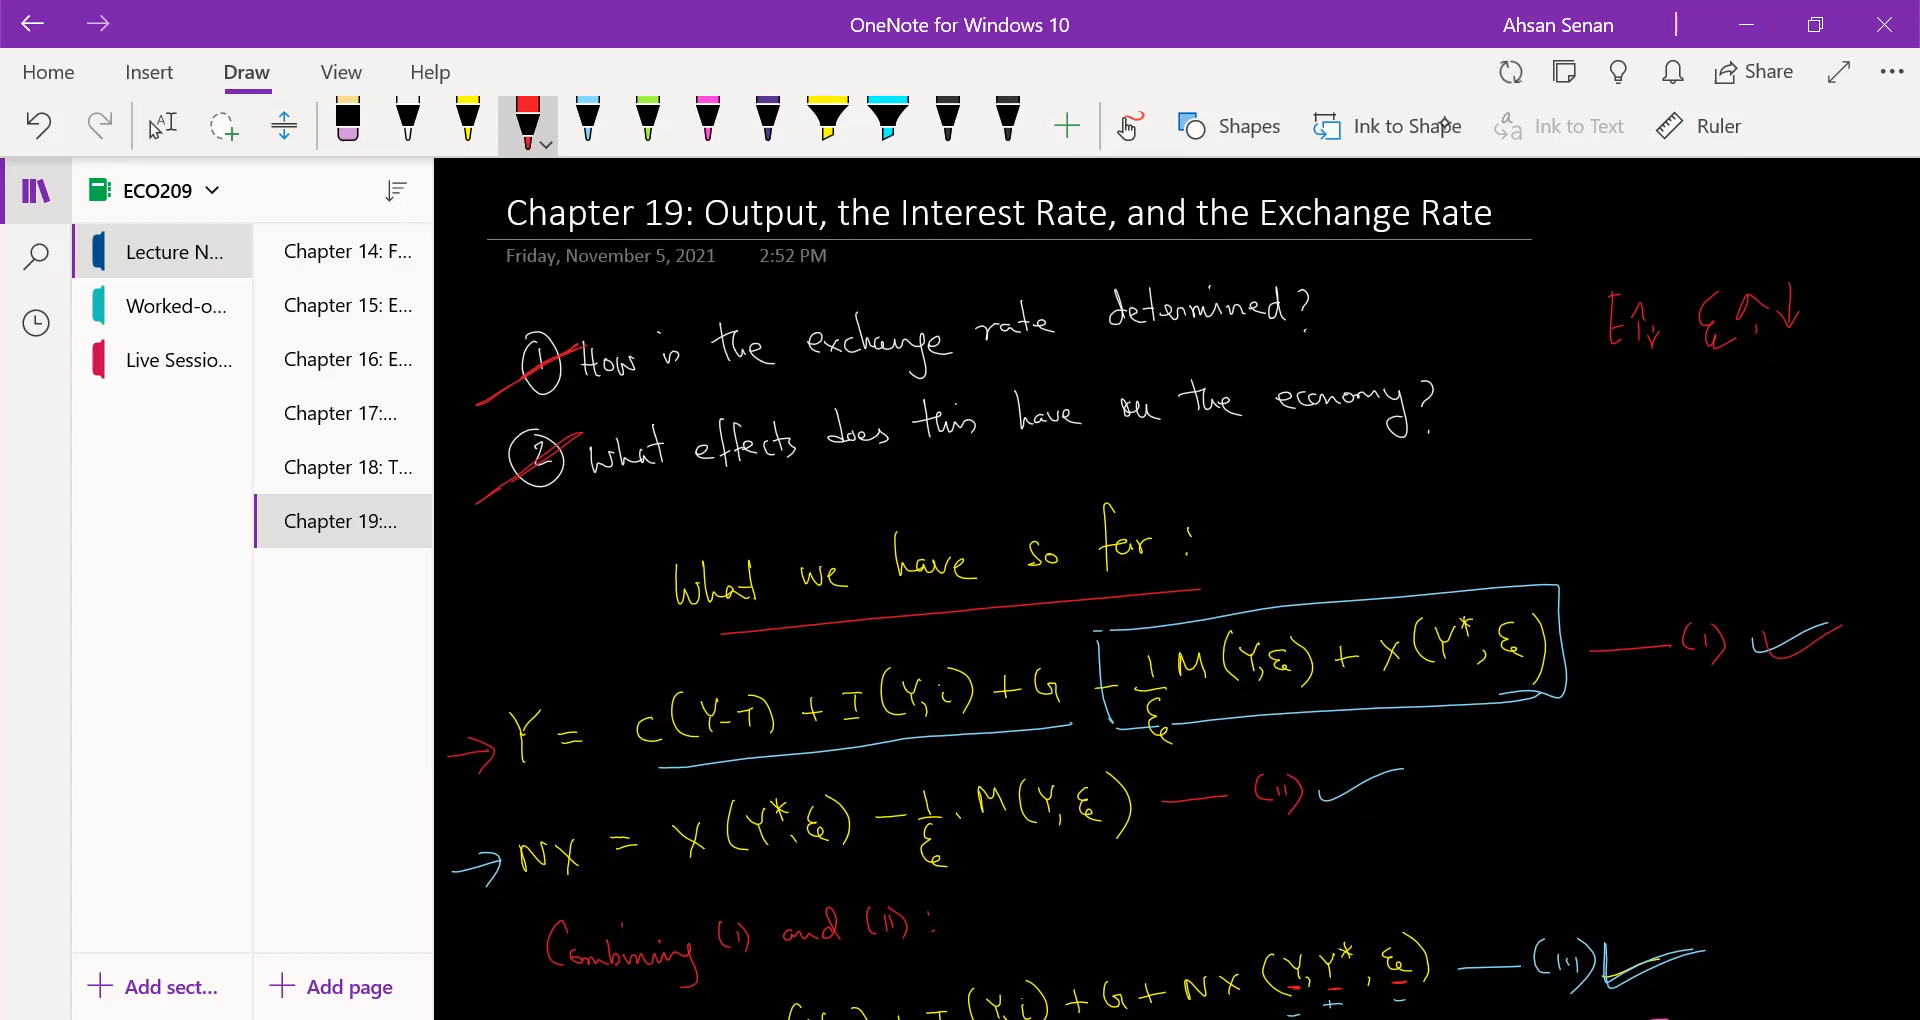 OneNote for Windows 10
Ahsan Senan
Home Insert Draw View Help
Share
Shapes Ink to Shape Ink to Text Ruler
ECO209
Lecture N...
Worked-o...
Live Sessio...
Chapter 14: F...
Chapter 15: E...
Chapter 16: E...
Chapter 17:...
Chapter 18: T...
Chapter 19:...
Add sect...
Add page
Chapter 19: Output, the Interest Rate, and the Exchange Rate
Friday, November 5, 2021 2:52 PM
① How is the exchange rate determined?
E↑↓ ξ↑,↓
② What effects does this have on the economy?
What we have so far:
→ Y = C(Y-T) + I(Y,i) + G - 1/ξ M(Y,ξ) + X(Y*,ξ) — (I) ✓
→ NX = X(Y*,ξ) - 1/ξ · M(Y,ξ) — (II) ✓
Combining (I) and (II):
I(Y,i) + G + NX(Y,Y*,ξ) — (III) ✓
- + -